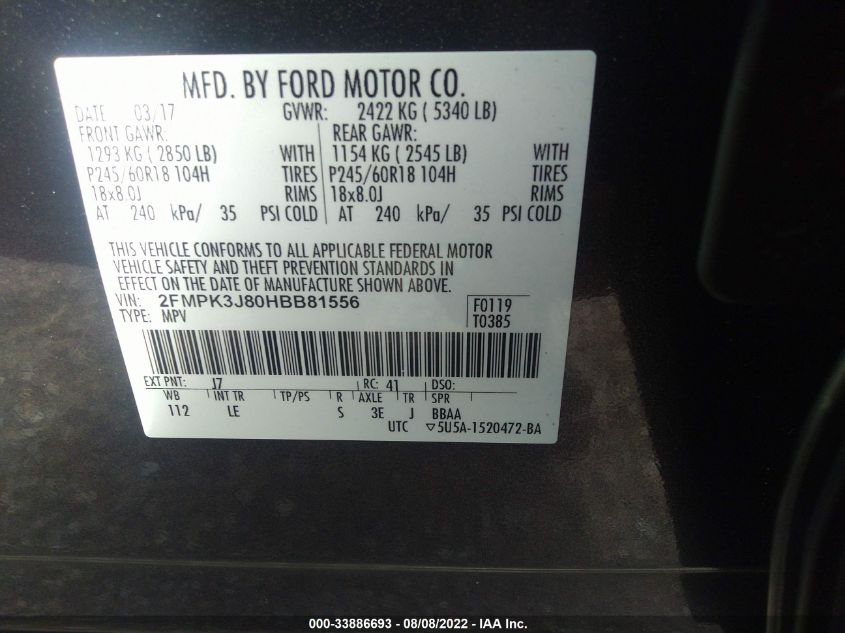 MFD. BY FORD MOTOR CO.
DATE 03/17 GVWR: 2422 KG ( 5340 LB)
FRONT GAWR: REAR GAWR:
1293 KG ( 2850 LB) WITH 1154 KG ( 2545 LB) WITH
P245/60R18 104H TIRES P245/60R18 104H TIRES
18x8.0J RIMS 18x8.0J RIMS
AT 240 kPa/ 35 PSI COLD AT 240 kPa/ 35 PSI COLD
THIS VEHICLE CONFORMS TO ALL APPLICABLE FEDERAL MOTOR
VEHICLE SAFETY AND THEFT PREVENTION STANDARDS IN
EFFECT ON THE DATE OF MANUFACTURE SHOWN ABOVE.
VIN: 2FMPK3J80HBB81556 F0119
TYPE: MPV T0385
EXT PNT: J7 RC: 41 DSO:
WB INT TR TP/PS R AXLE TR SPR
112 LE S 3E J BBAA
UTC ▽5U5A-1520472-BA
000-33886693 - 08/08/2022 - IAA Inc.